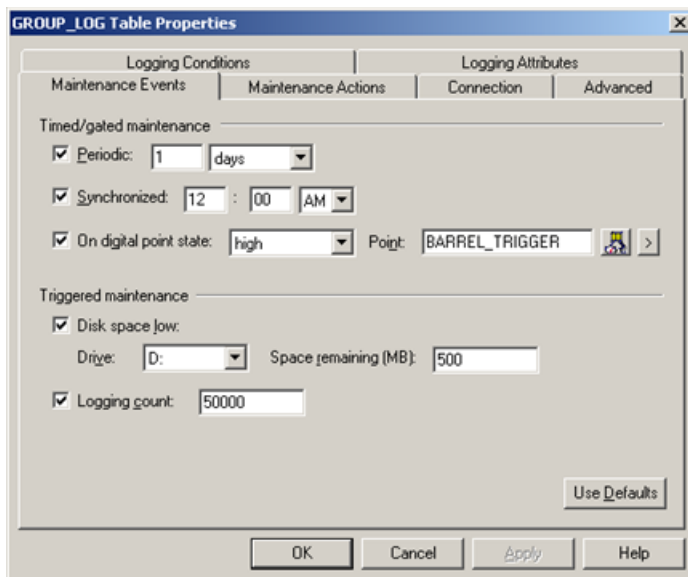 GROUP_LOG Table Properties
Logging Conditions Logging Attributes
Maintenance Events Maintenance Actions Connection Advanced
Timed/gated maintenance
Periodic: 1 days
Synchronized: 12 : 00 AM
On digital point state: high Point: BARREL_TRIGGER >
Triggered maintenance
Disk space low:
Drive: D: Space remaining (MB): 500
Logging count: 50000
Use Defaults
OK Cancel Apply Help